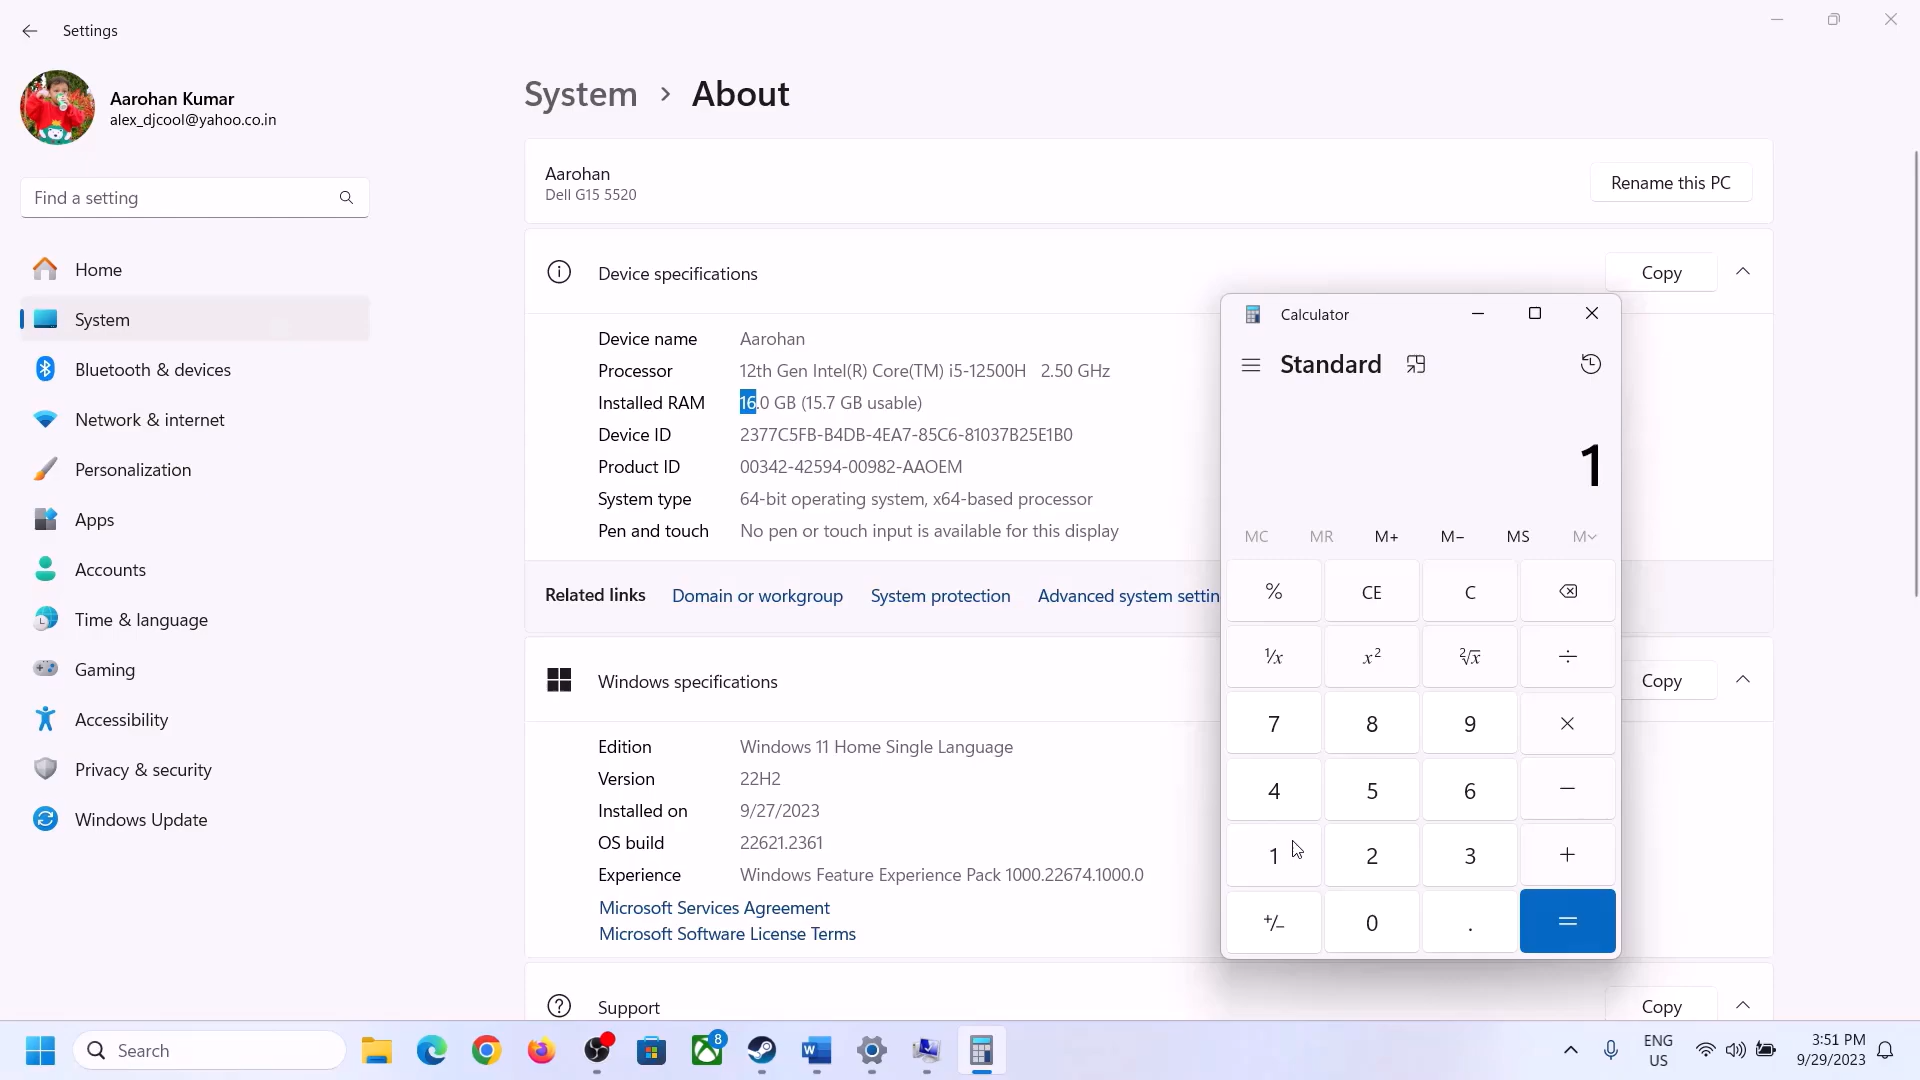 Settings
Aarohan Kumar
alex_djcool@yahoo.co.in
Find a setting
Home
System
Bluetooth & devices
Network & internet
Personalization
Apps
Accounts
Time & language
Gaming
Accessibility
Privacy & security
Windows Update
System > About
Aarohan
Dell G15 5520
Rename this PC
Device specifications
Copy
Device name Aarohan
Processor 12th Gen Intel(R) Core(TM) i5-12500H 2.50 GHz
Installed RAM 16.0 GB (15.7 GB usable)
Device ID 2377C5FB-B4DB-4EA7-85C6-81037B25E1B0
Product ID 00342-42594-00982-AAOEM
System type 64-bit operating system, x64-based processor
Pen and touch No pen or touch input is available for this display
Related links Domain or workgroup System protection Advanced system settin
Windows specifications
Copy
Edition Windows 11 Home Single Language
Version 22H2
Installed on 9/27/2023
OS build 22621.2361
Experience Windows Feature Experience Pack 1000.22674.1000.0
Microsoft Services Agreement
Microsoft Software License Terms
Support
Copy
Calculator
Standard
1
MC MR M+ M− MS M
% CE C
⅟x x² ²√x ÷
7 8 9 ×
4 5 6 −
1 2 3 +
+/− 0 . =
Search
8
ENG
US
3:51 PM
9/29/2023